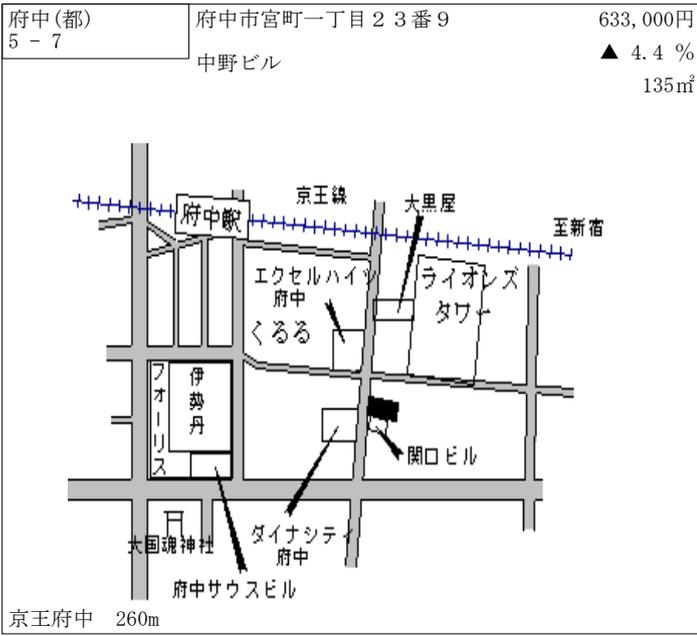 府中(都)
5 - 7
府中市宮町一丁目２３番９
中野ビル
633,000円
▲ 4.4 %
135㎡
京王線
大黒屋
至新宿
府中駅
エクセルハイツ
府中
ライオンズ
タワー
くるる
フォーリス
伊勢丹
関口ビル
ダイナシティ
府中
大国魂神社
府中サウスビル
京王府中　260m